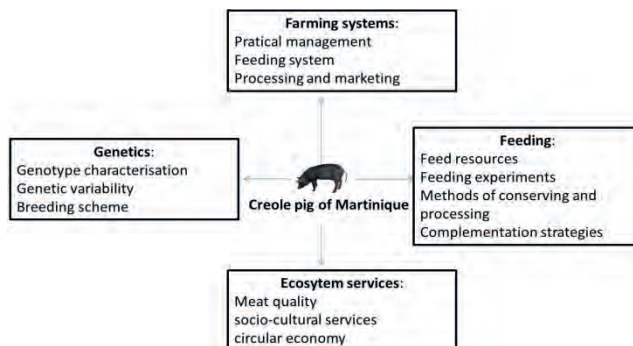 Farming systems:
Pratical management
Feeding system
Processing and marketing
Genetics:
Genotype characterisation
Genetic variability
Breeding scheme
Creole pig of Martinique
Feeding:
Feed resources
Feeding experiments
Methods of conserving and
processing
Complementation strategies
Ecosytem services:
Meat quality
socio-cultural services
circular economy